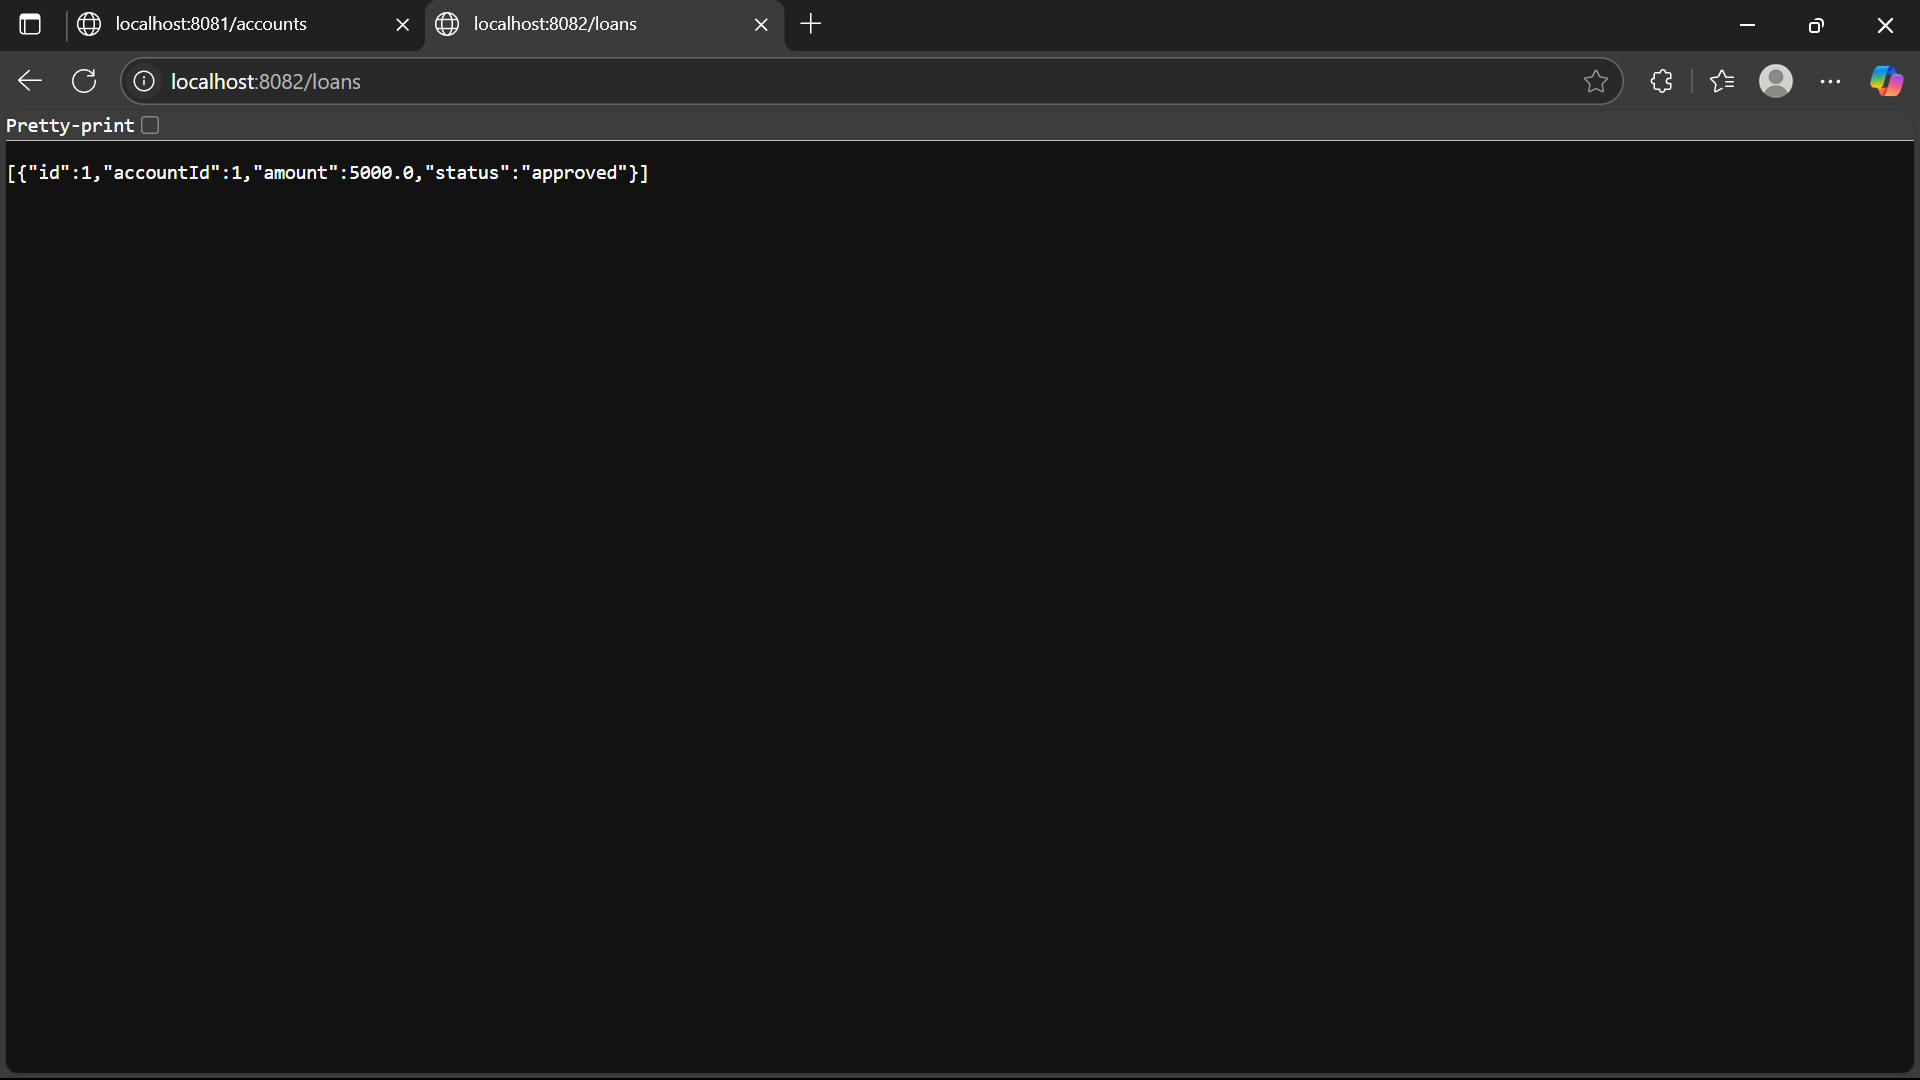 localhost:8081/accounts
localhost:8082/loans
localhost:8082/loans
Pretty-print
[{"id":1,"accountId":1,"amount":5000.0,"status":"approved"}]